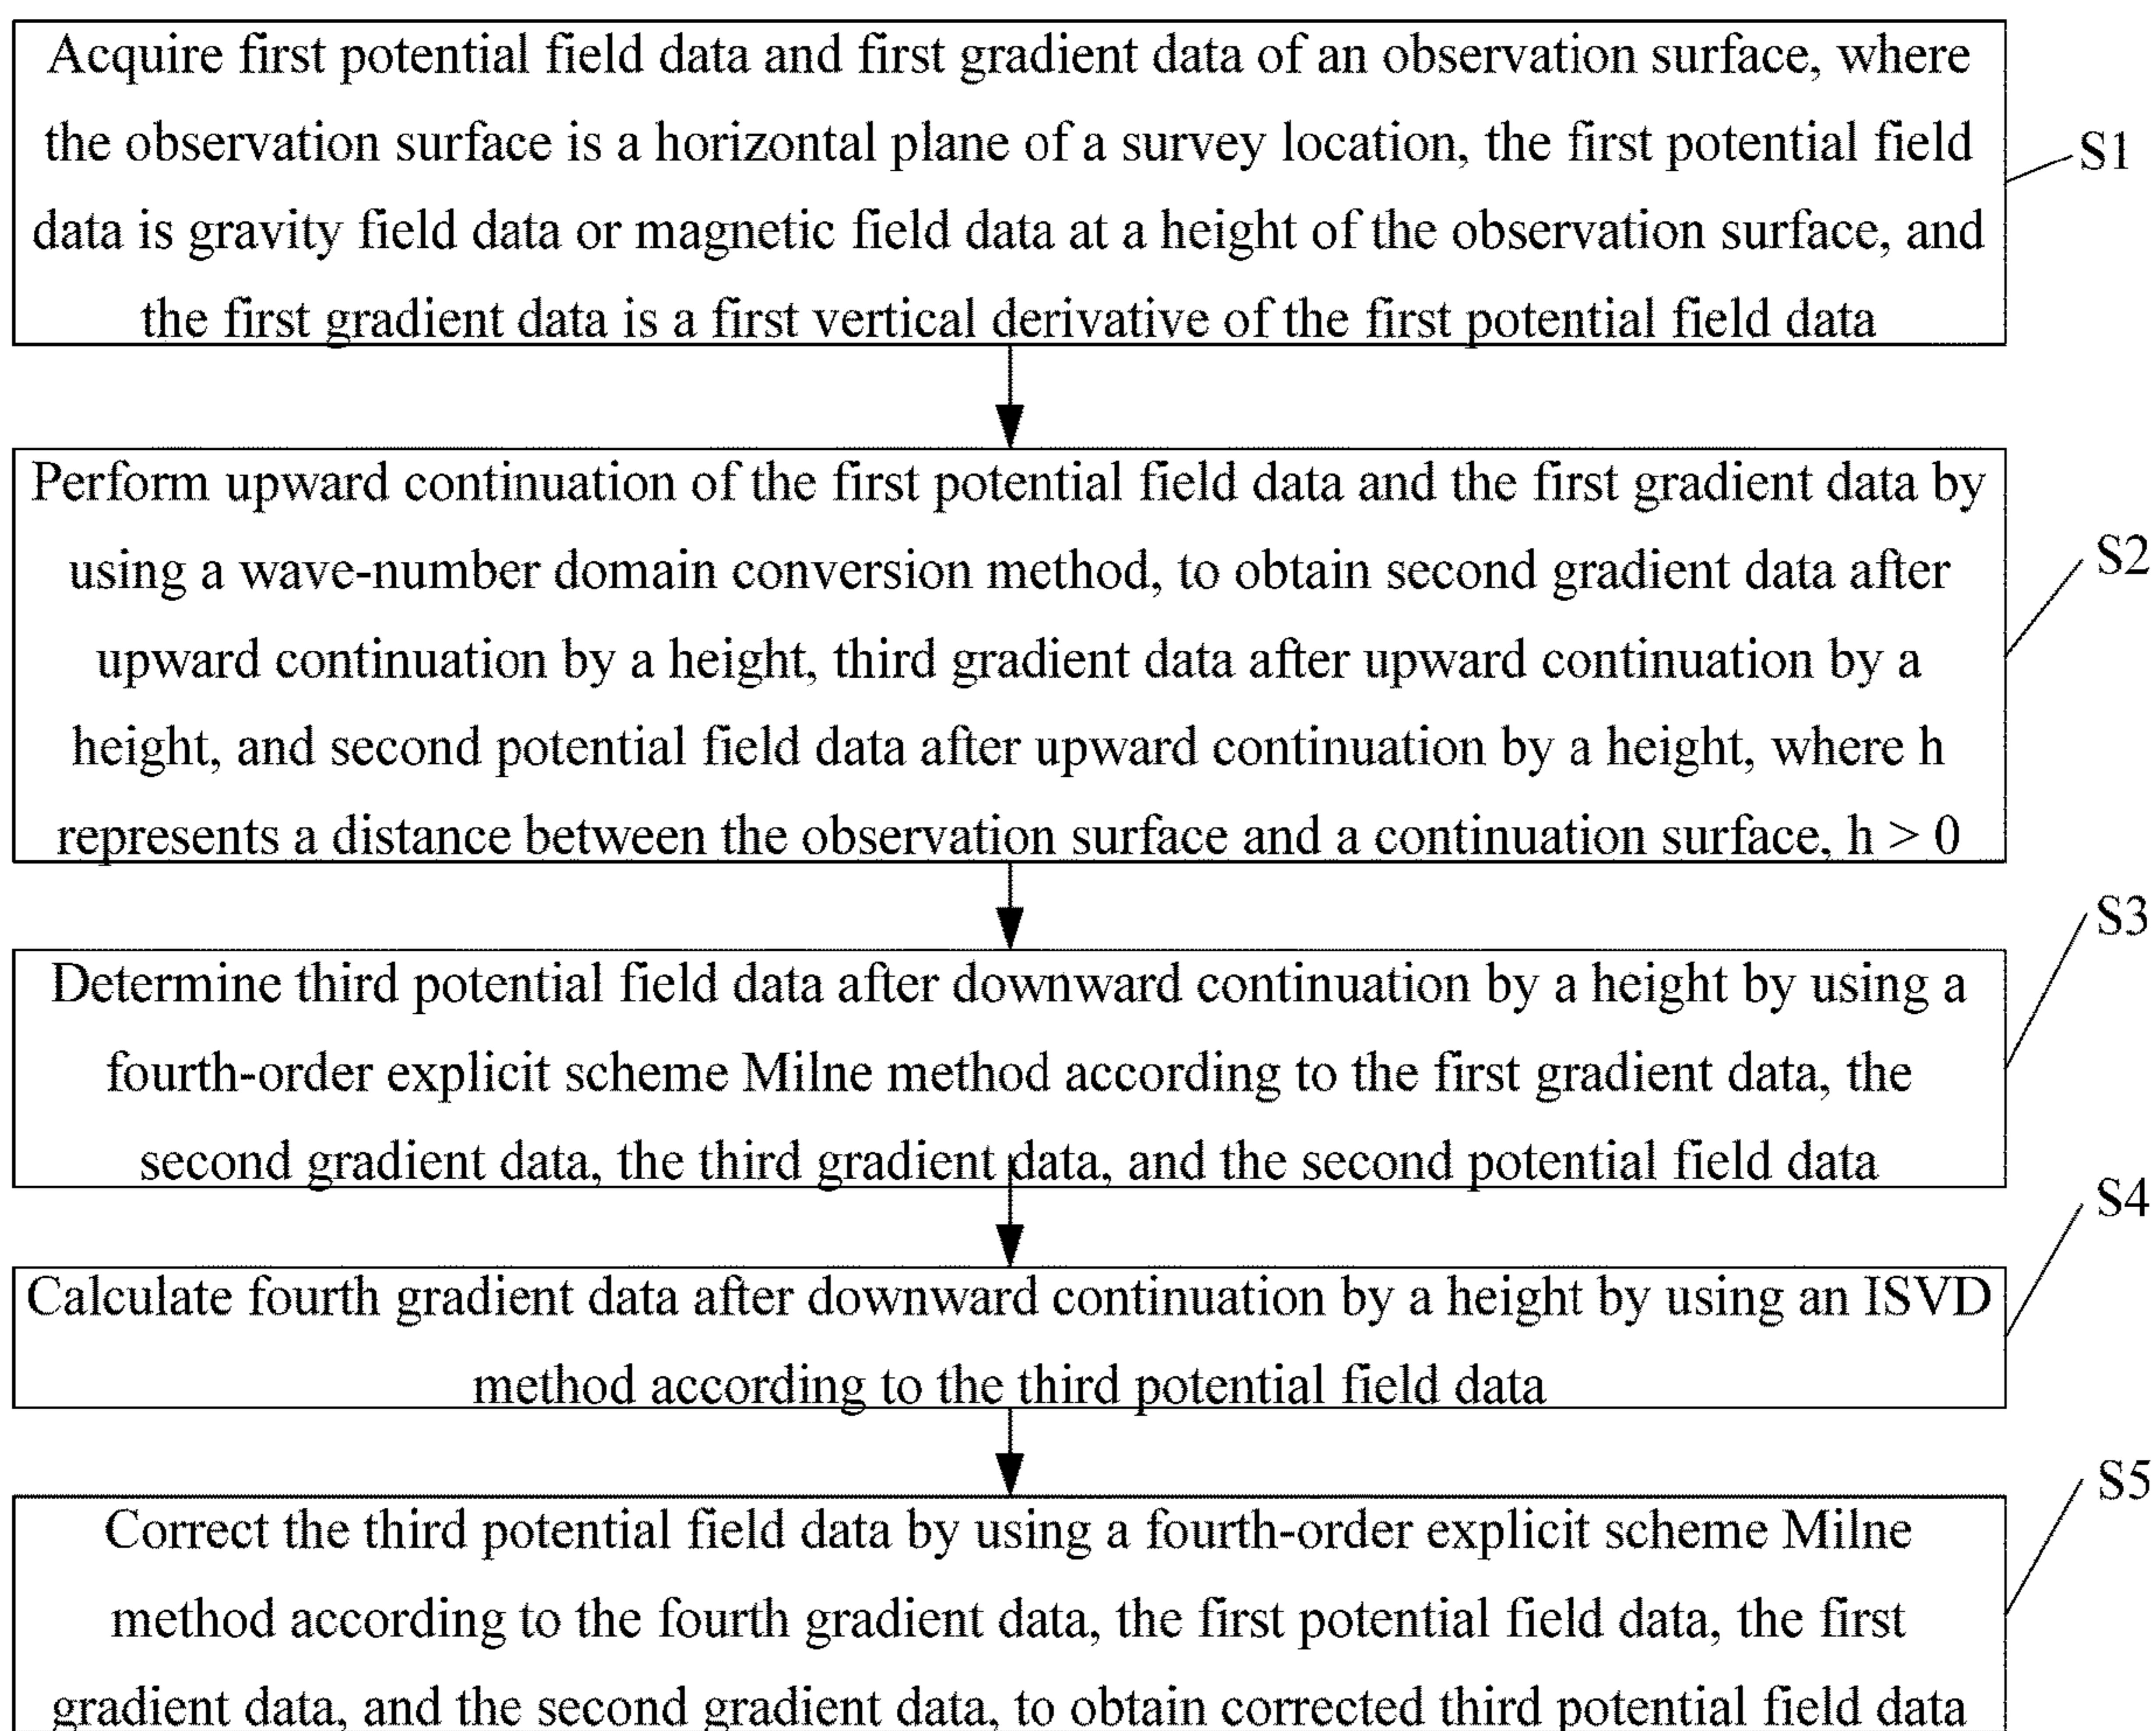 Acquire first potential field data and first gradient data of an observation surface, where
the observation surface is a horizontal plane of a survey location, the first potential field
data is gravity field data or magnetic field data at a height of the observation surface, and
the first gradient data is a first vertical derivative of the first potential field data
S1
Perform upward continuation of the first potential field data and the first gradient data by
using a wave-number domain conversion method, to obtain second gradient data after
upward continuation by a height, third gradient data after upward continuation by a
height, and second potential field data after upward continuation by a height, where h
represents a distance between the observation surface and a continuation surface, h > 0
S2
Determine third potential field data after downward continuation by a height by using a
fourth-order explicit scheme Milne method according to the first gradient data, the
second gradient data, the third gradient data, and the second potential field data
S3
Calculate fourth gradient data after downward continuation by a height by using an ISVD
method according to the third potential field data
S4
Correct the third potential field data by using a fourth-order explicit scheme Milne
method according to the fourth gradient data, the first potential field data, the first
gradient data, and the second gradient data, to obtain corrected third potential field data
S5